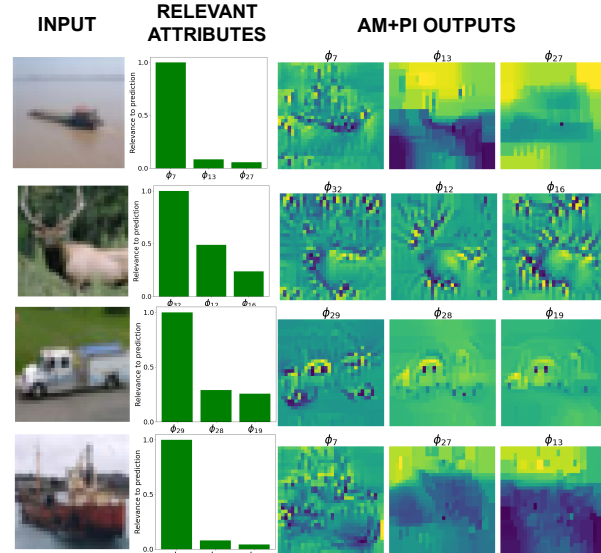 INPUT
RELEVANT
ATTRIBUTES
AM+PI OUTPUTS
Relevance to prediction
1.0
0.5
0.0
ϕ7 ϕ13 ϕ27
ϕ7
ϕ13
ϕ27
Relevance to prediction
1.0
0.5
0.0
ϕ32 ϕ12 ϕ16
ϕ32
ϕ12
ϕ16
Relevance to prediction
1.0
0.5
0.0
ϕ29 ϕ28 ϕ19
ϕ29
ϕ28
ϕ19
Relevance to prediction
1.0
0.5
0.0
ϕ7
ϕ27
ϕ13